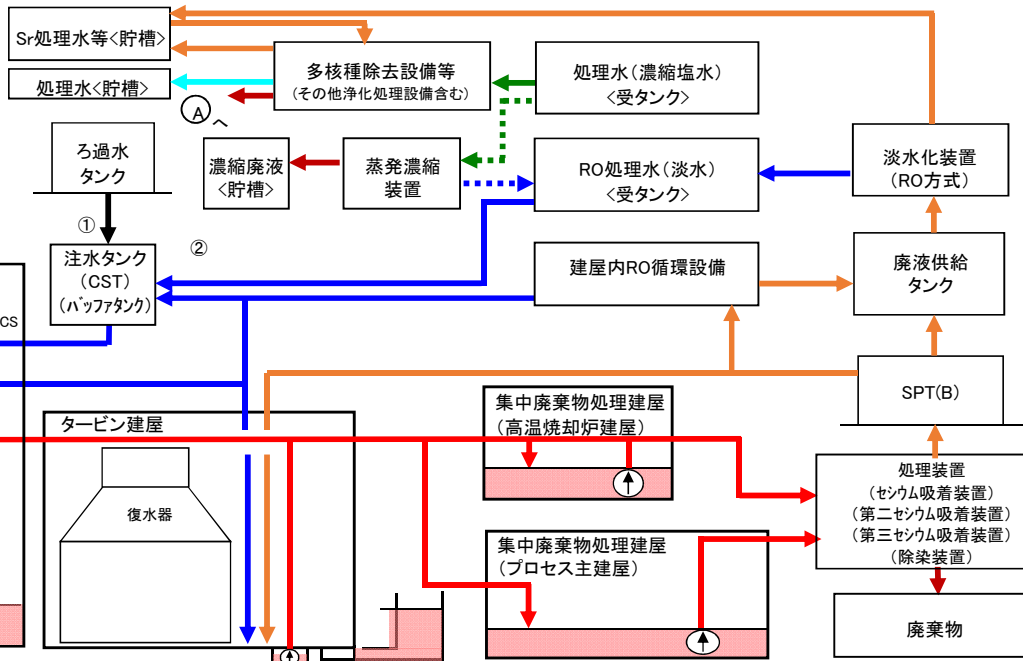 Sr処理水等<貯槽>
処理水<貯槽>
多核種除去設備等
(その他浄化処理設備含む)
処理水(濃縮塩水)
<受タンク>
A へ
ろ過水
タンク
濃縮廃液
<貯槽>
蒸発濃縮
装置
RO処理水(淡水)
<受タンク>
淡水化装置
(RO方式)
①
②
注水タンク
(CST)
(バッファタンク)
建屋内RO循環設備
廃液供給
タンク
CS
SPT(B)
タービン建屋
復水器
集中廃棄物処理建屋
(高温焼却炉建屋)
処理装置
(セシウム吸着装置)
(第二セシウム吸着装置)
(第三セシウム吸着装置)
(除染装置)
集中廃棄物処理建屋
(プロセス主建屋)
廃棄物